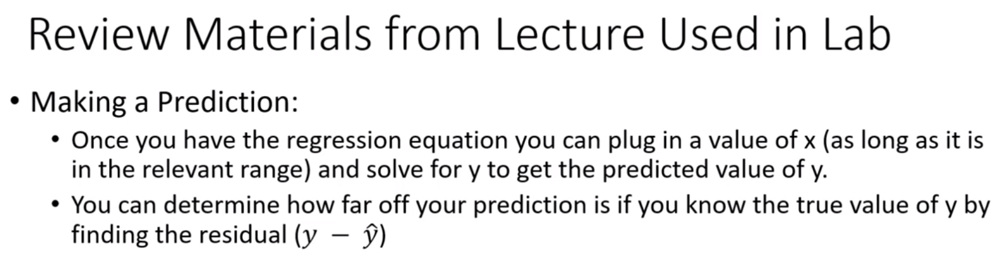 Review Materials from Lecture Used in Lab
• Making a Prediction:
• Once you have the regression equation you can plug in a value of x (as long as it is
in the relevant range) and solve for y to get the predicted value of y.
• You can determine how far off your prediction is if you know the true value of y by
finding the residual (y − ŷ)